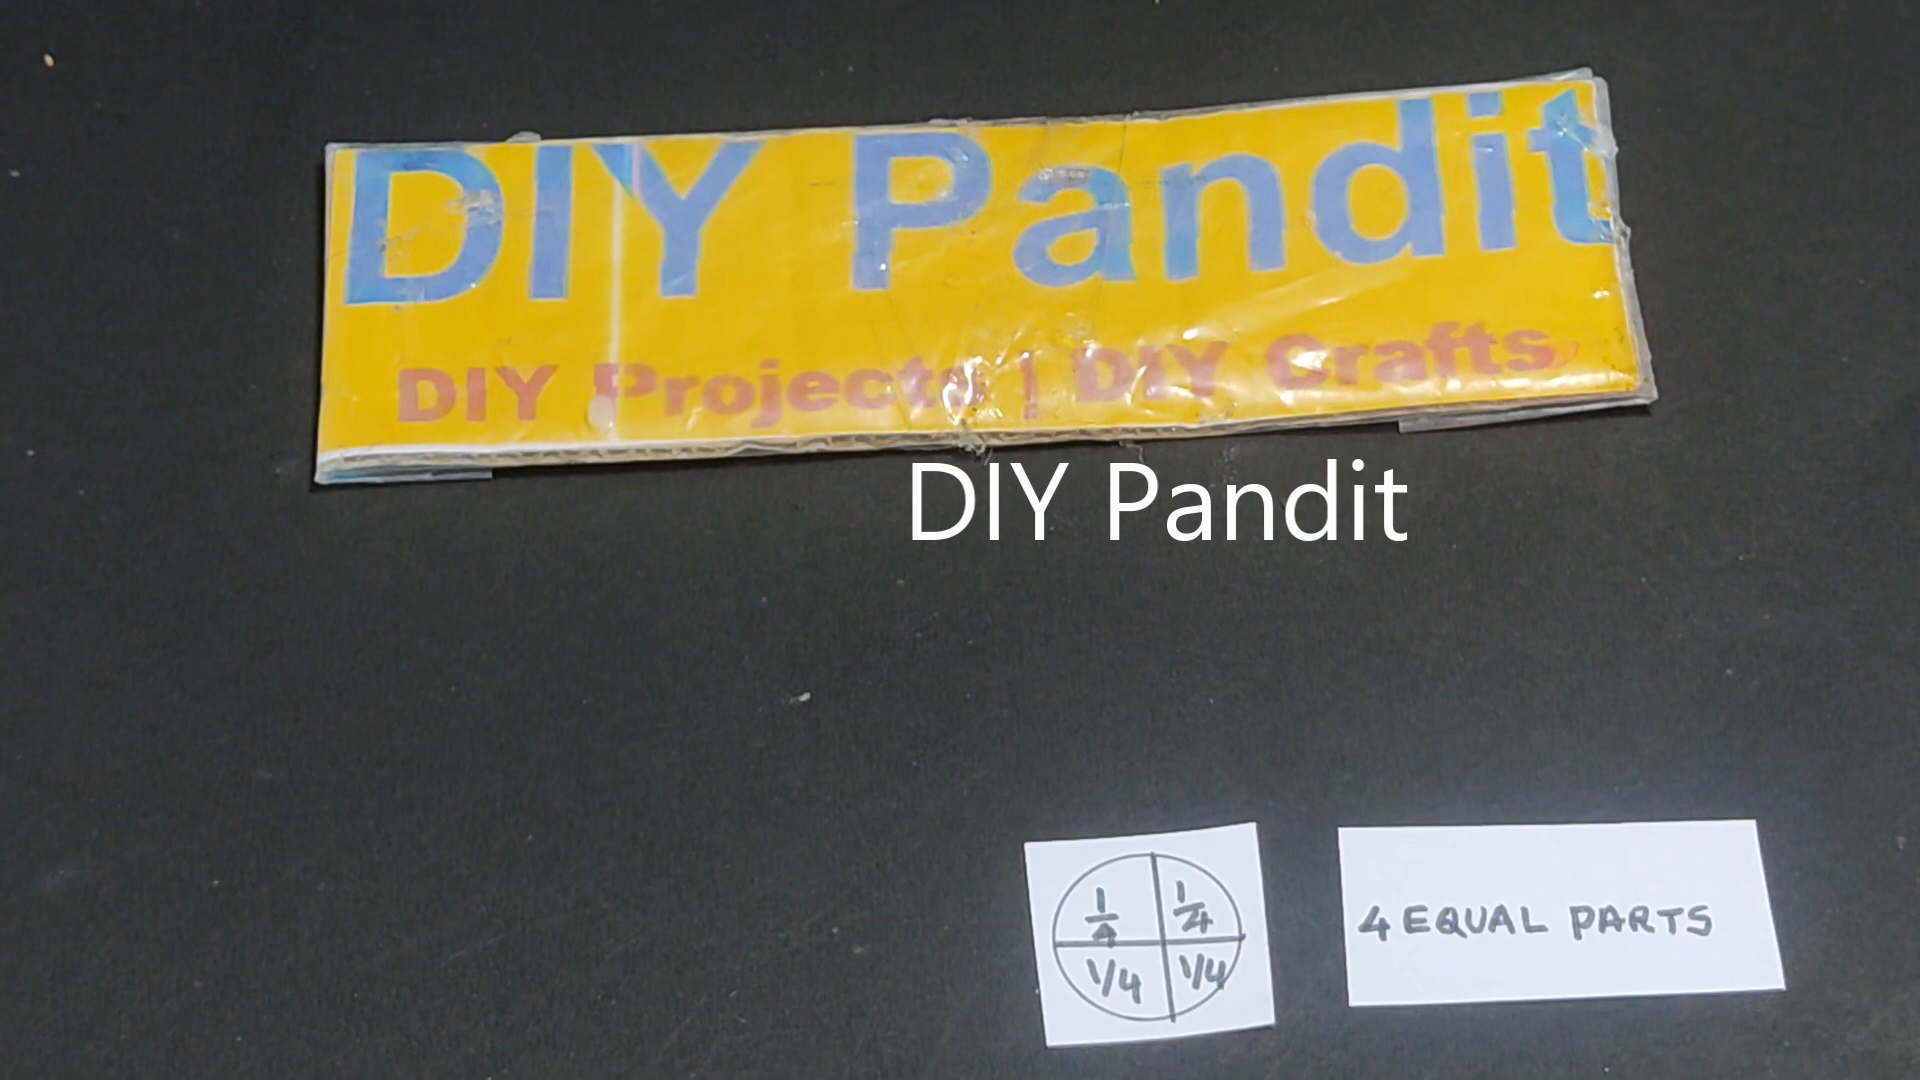 DIY Pandit
DIY Projects | DIY Crafts
DIY Pandit
1/4 1/4
1/4 1/4
4 EQUAL PARTS